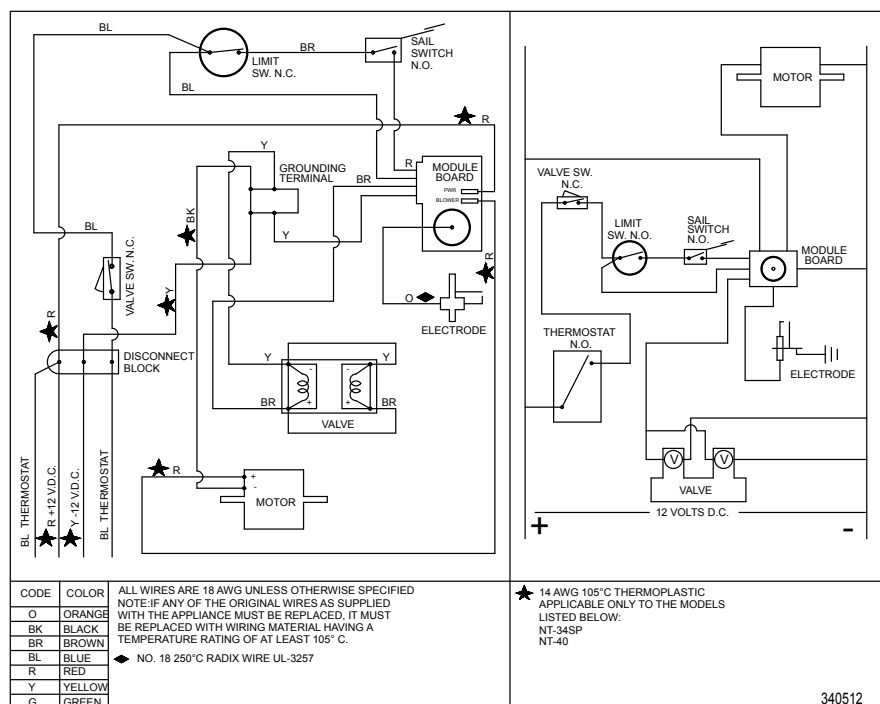 BL
BR
LIMIT
SW. N.C.
SAIL
SWITCH
N.O.
BL
R
Y
GROUNDING
TERMINAL
BR
R
MODULE
BOARD
PWR
BLOWER
BK
BL
Y
R
VALVE SW. N.C.
Y
O
ELECTRODE
R
DISCONNECT
BLOCK
Y
Y
-
-
+
+
BR
BR
VALVE
R
+
-
MOTOR
BL THERMOSTAT
R +12 V.D.C.
Y -12 V.D.C.
BL THERMOSTAT
MOTOR
VALVE SW.
N.C.
LIMIT
SW. N.O.
SAIL
SWITCH
N.O.
MODULE
BOARD
THERMOSTAT
N.O.
ELECTRODE
V
V
VALVE
12 VOLTS D.C.
+
-
CODE COLOR
O ORANGE
BK BLACK
BR BROWN
BL BLUE
R RED
Y YELLOW
G GREEN
ALL WIRES ARE 18 AWG UNLESS OTHERWISE SPECIFIED
NOTE:IF ANY OF THE ORIGINAL WIRES AS SUPPLIED
WITH THE APPLIANCE MUST BE REPLACED, IT MUST
BE REPLACED WITH WIRING MATERIAL HAVING A
TEMPERATURE RATING OF AT LEAST 105° C.
NO. 18 250°C RADIX WIRE UL-3257
14 AWG 105°C THERMOPLASTIC
APPLICABLE ONLY TO THE MODELS
LISTED BELOW:
NT-34SP
NT-40
340512